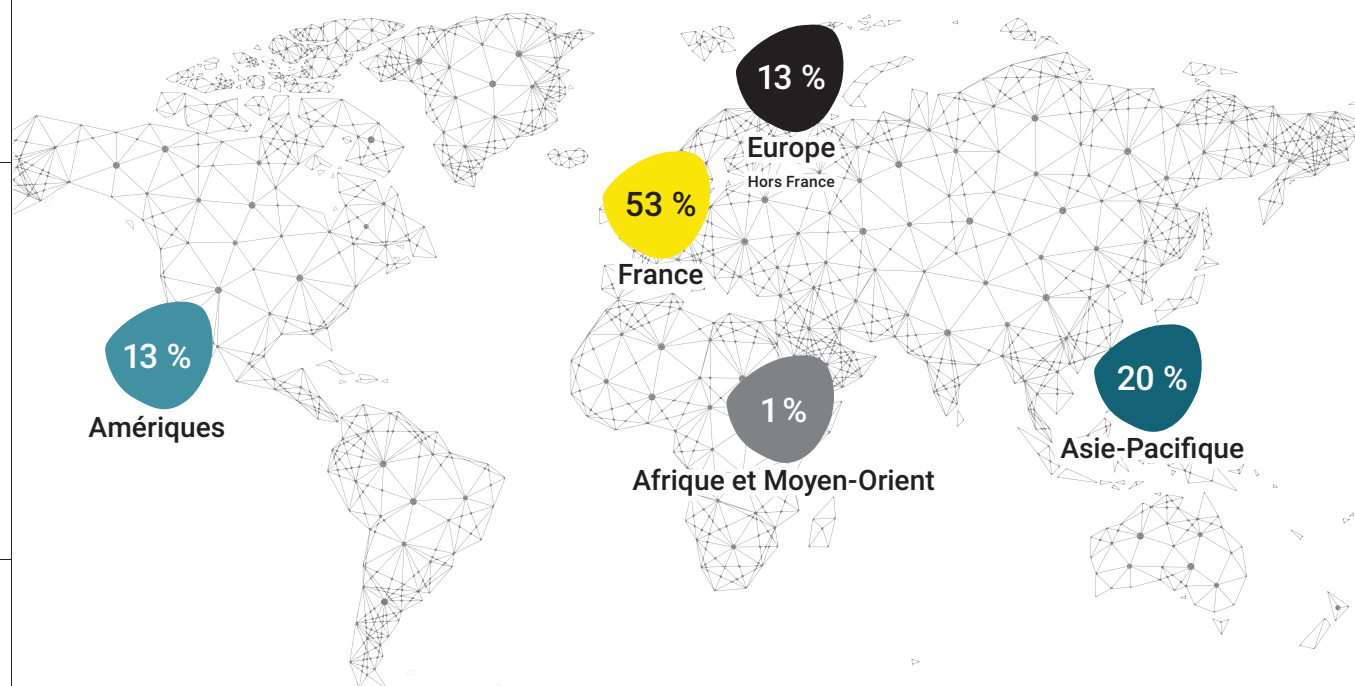 13 %
Europe
Hors France
53 %
France
13 %
Amériques
1 %
Afrique et Moyen-Orient
20 %
Asie-Pacifique